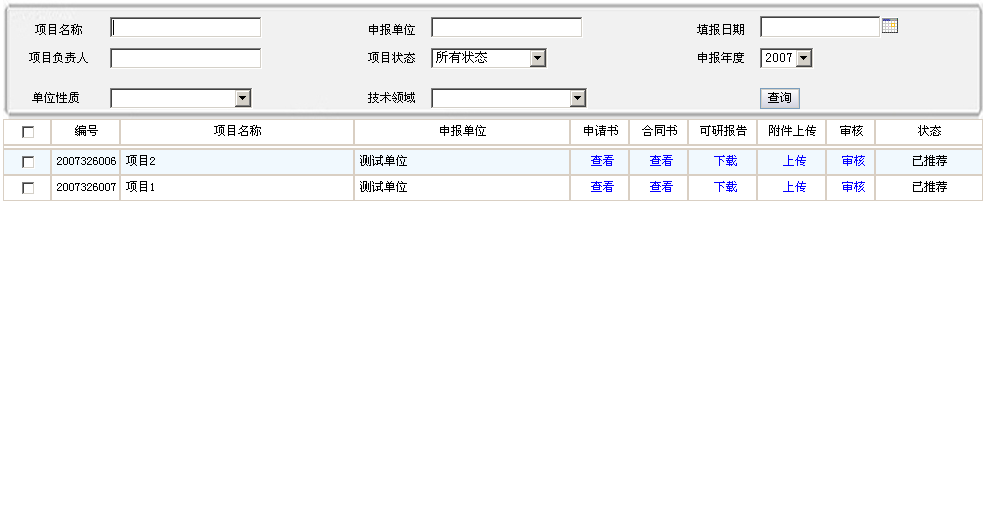 项目名称 申报单位 填报日期
项目负责人 项目状态 所有状态 申报年度 2007
单位性质 技术领域 查询
编号 项目名称 申报单位 申请书 合同书 可研报告 附件上传 审核 状态
2007326006 项目2 测试单位 查看 查看 下载 上传 审核 已推荐
2007326007 项目1 测试单位 查看 查看 下载 上传 审核 已推荐